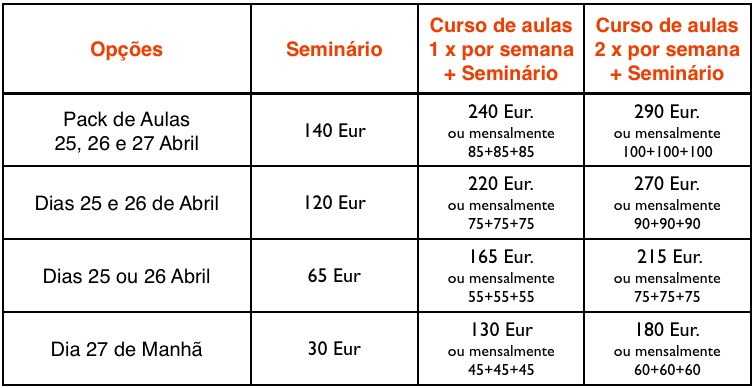 Opções
Seminário
Curso de aulas
1 x por semana
+ Seminário
Curso de aulas
2 x por semana
+ Seminário
Pack de Aulas
25, 26 e 27 Abril
140 Eur
240 Eur.
ou mensalmente
85+85+85
290 Eur.
ou mensalmente
100+100+100
Dias 25 e 26 de Abril
120 Eur
220 Eur.
ou mensalmente
75+75+75
270 Eur.
ou mensalmente
90+90+90
Dias 25 ou 26 Abril
65 Eur
165 Eur.
ou mensalmente
55+55+55
215 Eur.
ou mensalmente
75+75+75
Dia 27 de Manhã
30 Eur
130 Eur
ou mensalmente
45+45+45
180 Eur.
ou mensalmente
60+60+60